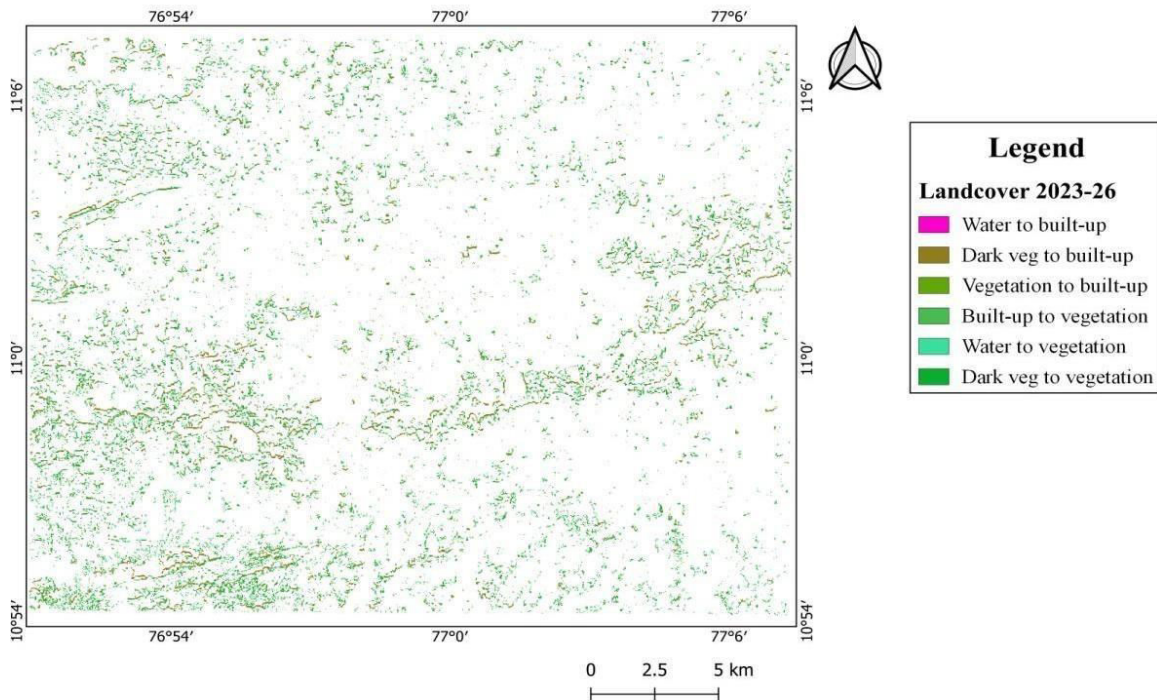 76°54′ 77°0′ 77°6′
11°6′ 11°6′
Legend
Landcover 2023-26
Water to built-up
Dark veg to built-up
Vegetation to built-up
Built-up to vegetation
Water to vegetation
Dark veg to vegetation
11°0′ 11°0′
10°54′ 10°54′
76°54′ 77°0′ 77°6′
0 2.5 5 km